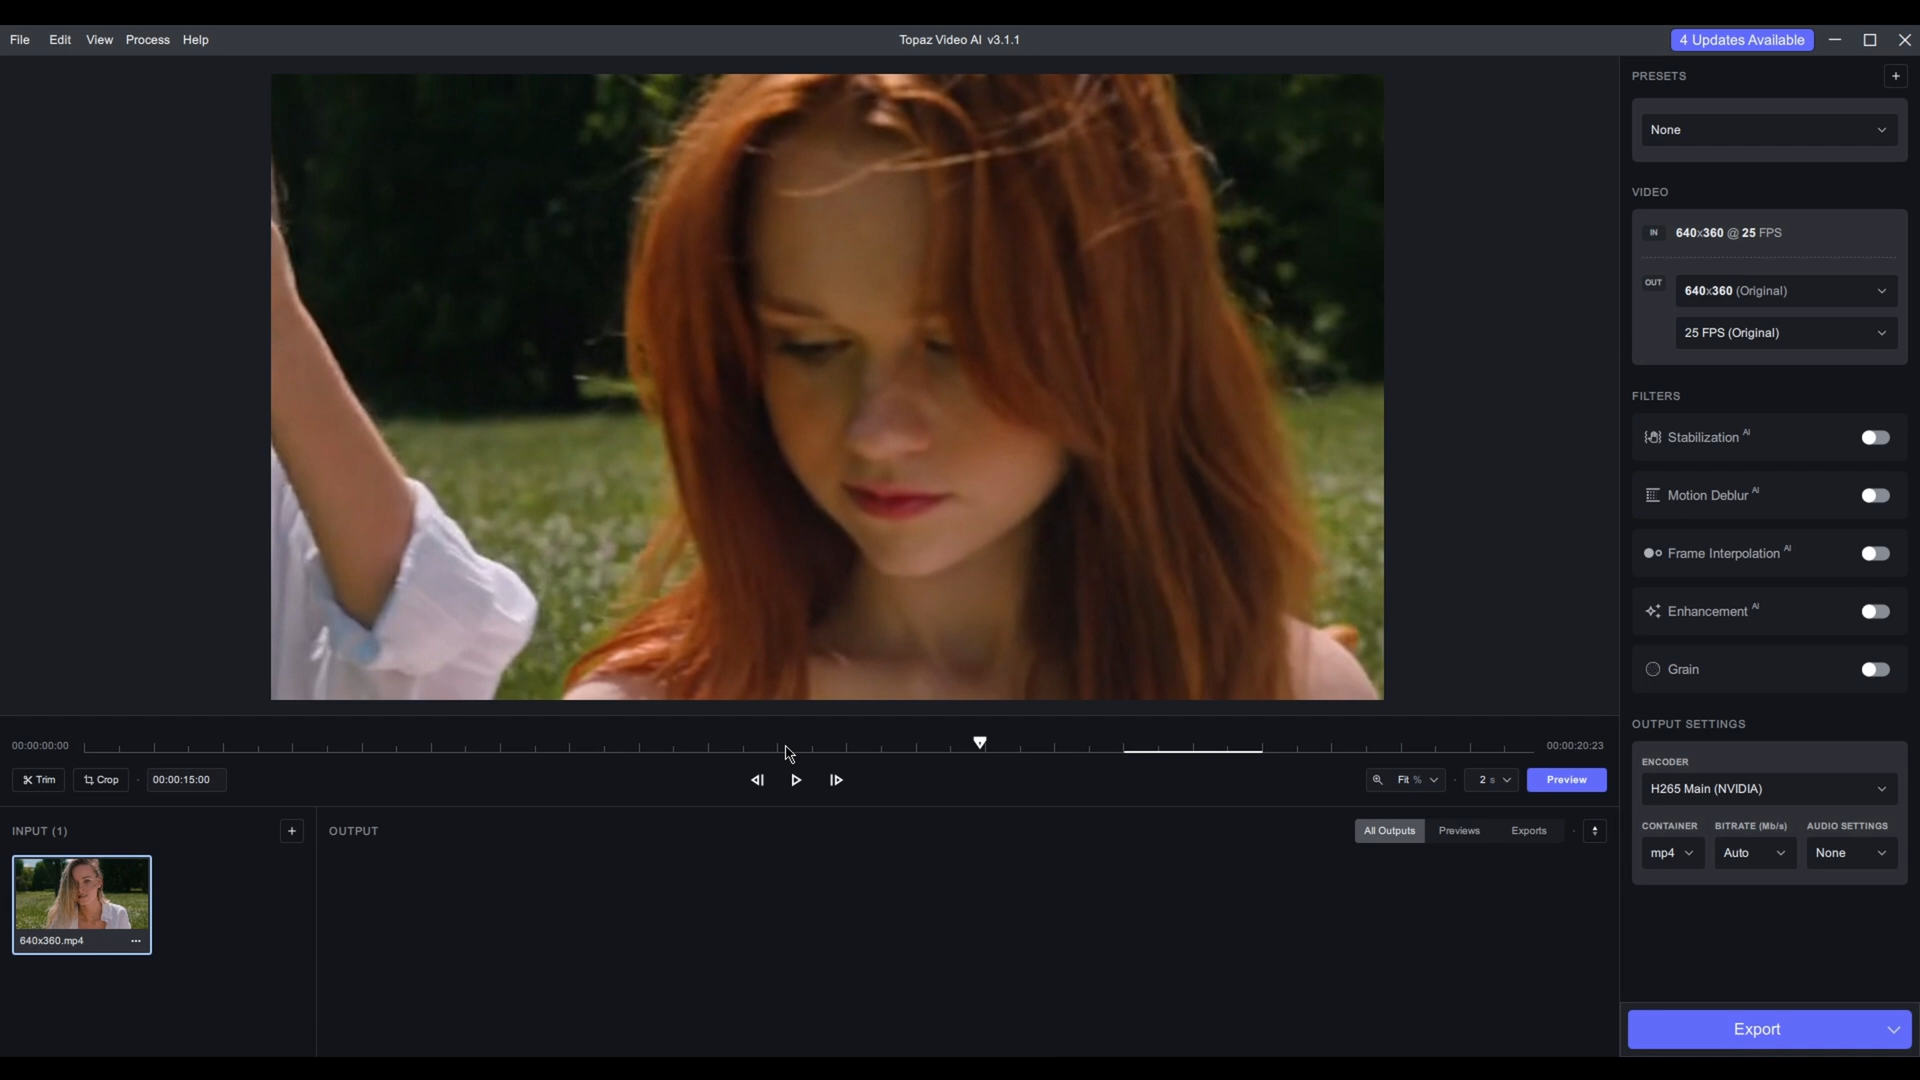 File Edit View Process Help
Topaz Video AI v3.1.1
4 Updates Available
PRESETS
None
VIDEO
IN 640x360 @ 25 FPS
OUT 640x360 (Original)
25 FPS (Original)
FILTERS
Stabilization AI
Motion Deblur AI
Frame Interpolation AI
Enhancement AI
Grain
00:00:00:00
00:00:20:23
Trim Crop · 00:00:15:00
Fit % · 2 s Preview
OUTPUT SETTINGS
ENCODER
H265 Main (NVIDIA)
CONTAINER BITRATE (Mb/s) AUDIO SETTINGS
mp4 Auto None
INPUT (1)
OUTPUT
All Outputs Previews Exports
640x360.mp4 ...
Export